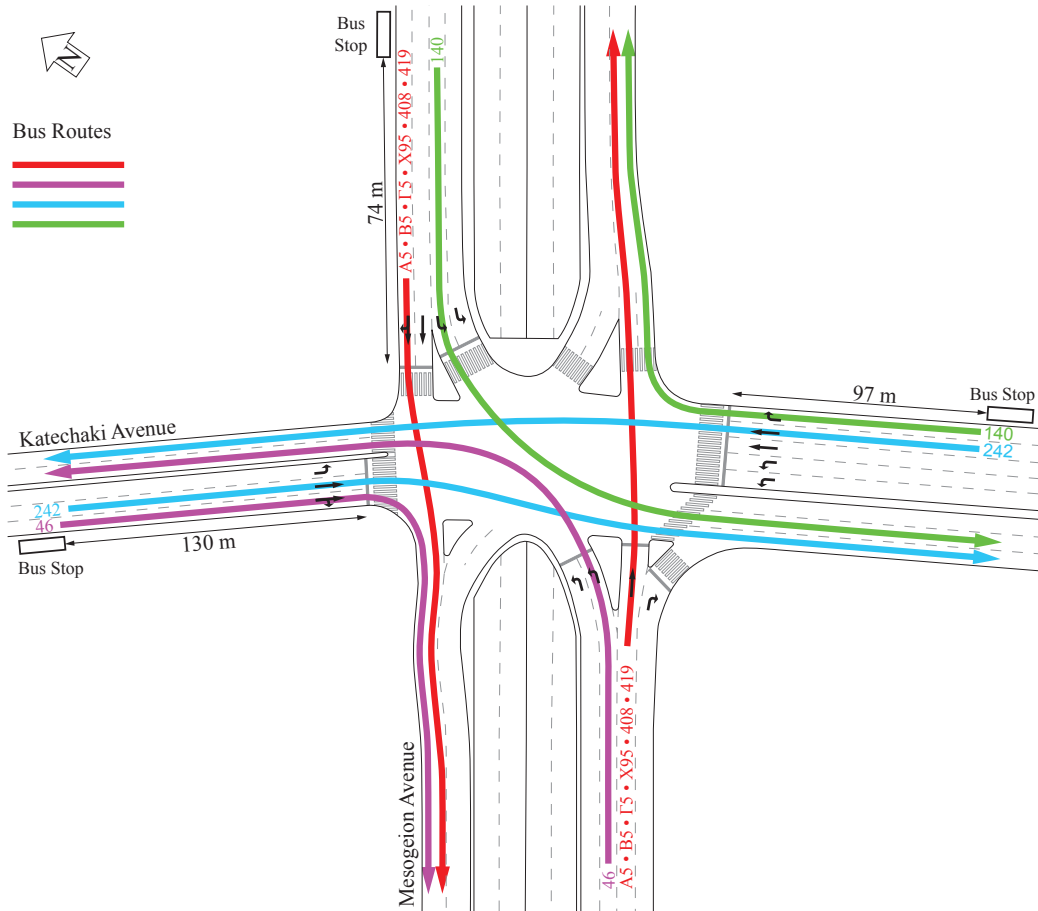 Bus
Stop
N
140
A5 • B5 • Γ5 • X95 • 408 • 419
Bus Routes
74 m
97 m
Bus Stop
Katechaki Avenue
140
242
242
46
130 m
Bus Stop
Mesogeion Avenue
46
A5 • B5 • Γ5 • X95 • 408 • 419